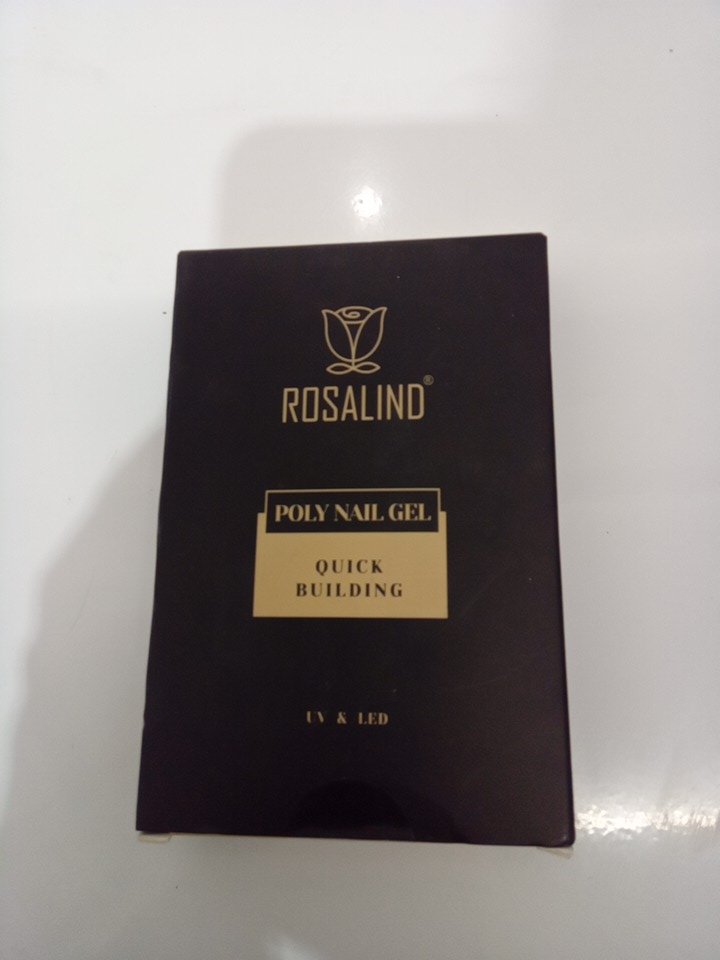 ROSALIND®
POLY NAIL GEL
QUICK
BUILDING
UV & LED